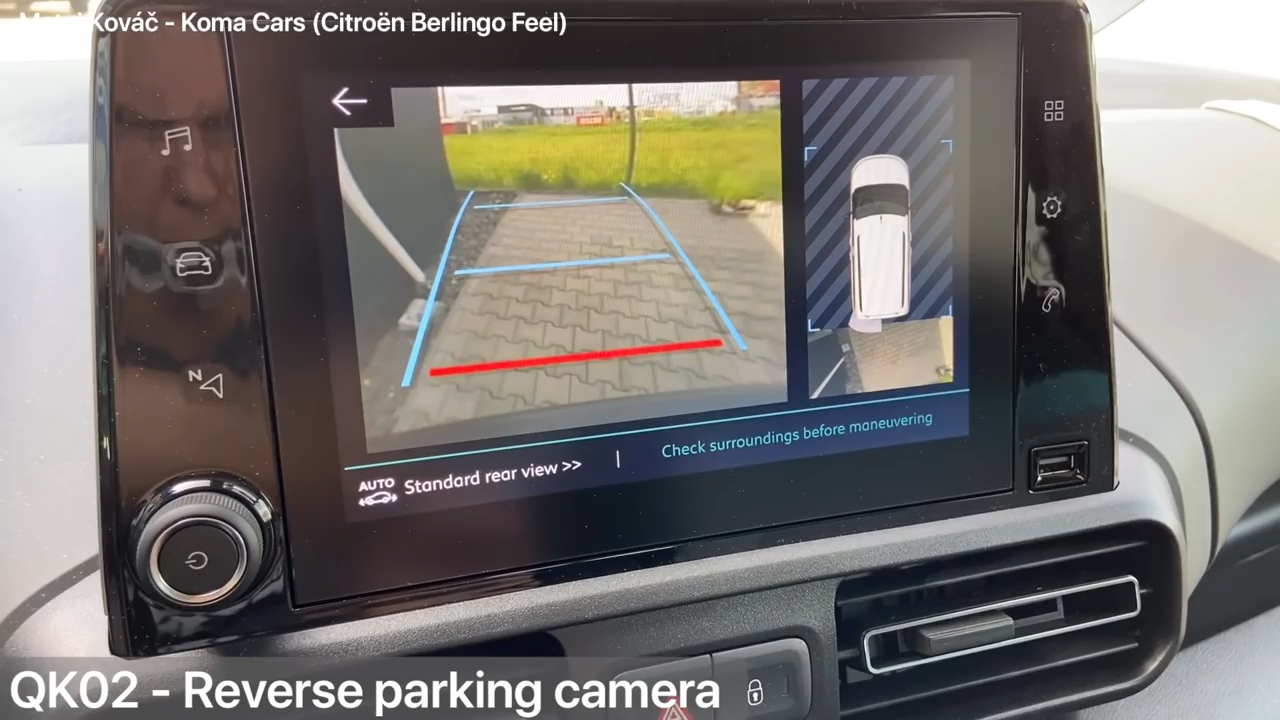 Kováč - Koma Cars (Citroën Berlingo Feel)
N
Check surroundings before maneuvering
AUTO
Standard rear view >> |
QK02 - Reverse parking camera